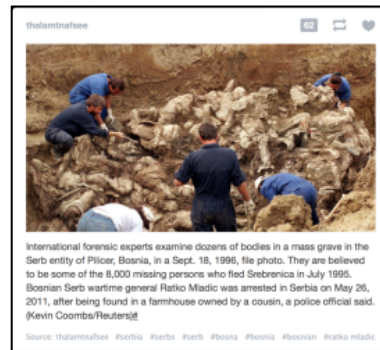 thalamtnafsee
62
International forensic experts examine dozens of bodies in a mass grave in the
Serb entity of Pilicer, Bosnia, in a Sept. 18, 1996, file photo. They are believed
to be some of the 8,000 missing persons who fled Srebrenica in July 1995.
Bosnian Serb wartime general Ratko Mladic was arrested in Serbia on May 26,
2011, after being found in a farmhouse owned by a cousin, a police official said.
(Kevin Coombs/Reuters)#
Source: thalamtnafsee #serbia #serbs #serb #bosna #bosnia #bosnian #ratko mladic